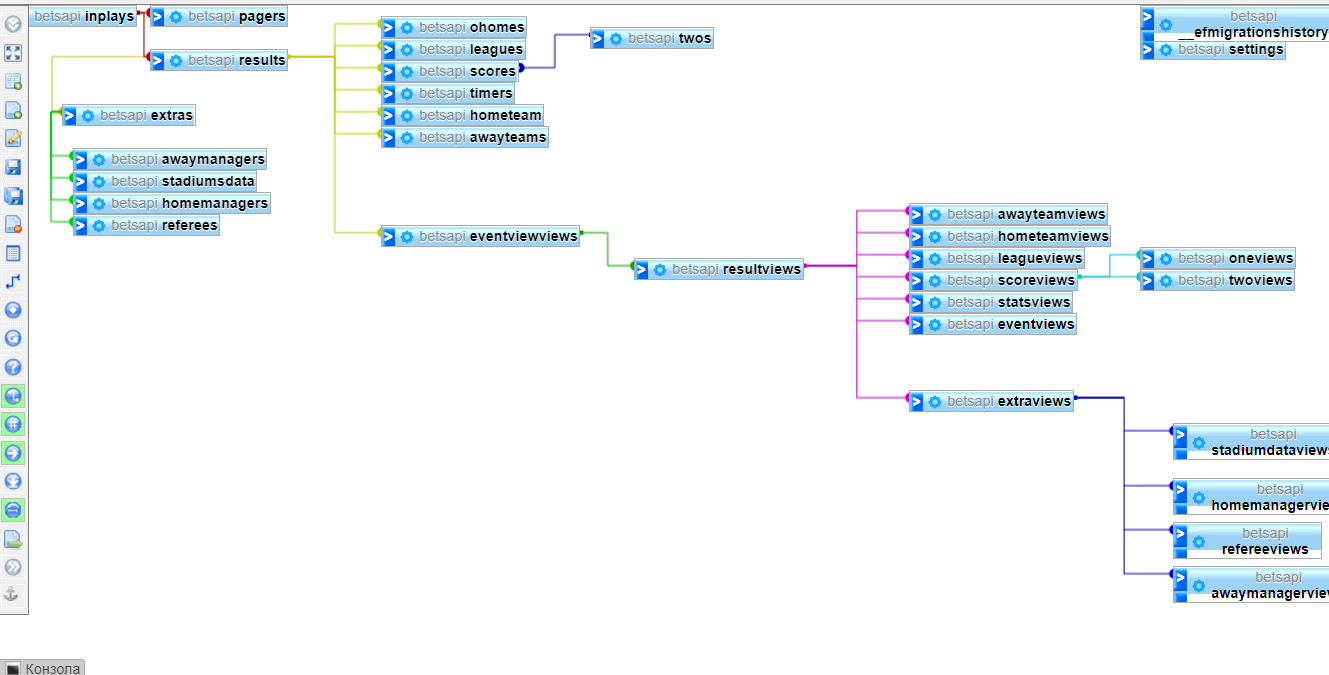 betsapi inplays
betsapi pagers
betsapi results
betsapi extras
betsapi awaymanagers
betsapi stadiumsdata
betsapi homemanagers
betsapi referees
betsapi ohomes
betsapi leagues
betsapi scores
betsapi timers
betsapi hometeam
betsapi awayteams
betsapi twos
betsapi eventviewviews
betsapi resultviews
betsapi awayteamviews
betsapi hometeamviews
betsapi leagueviews
betsapi scoreviews
betsapi statsviews
betsapi eventviews
betsapi oneviews
betsapi twoviews
betsapi extraviews
betsapi
stadiumdataviews
betsapi
homemanagervie
betsapi
refereeviews
betsapi
awaymanagervie
betsapi
__efmigrationshistory
betsapi settings
Конзола